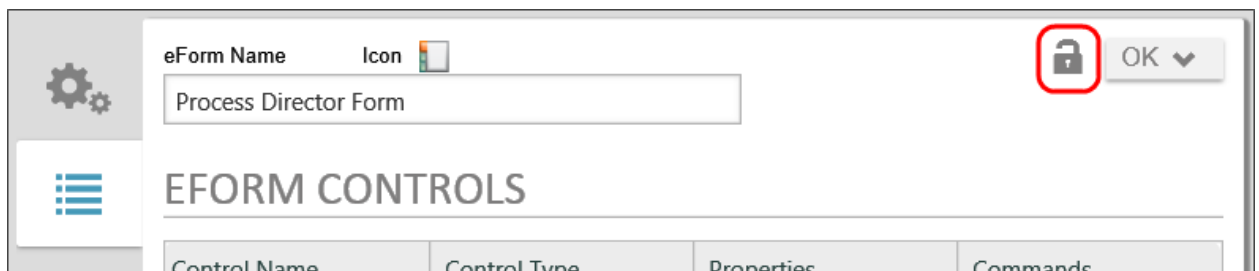 eForm Name Icon
OK
Process Director Form
EFORM CONTROLS
Control Name Control Type Properties Commands